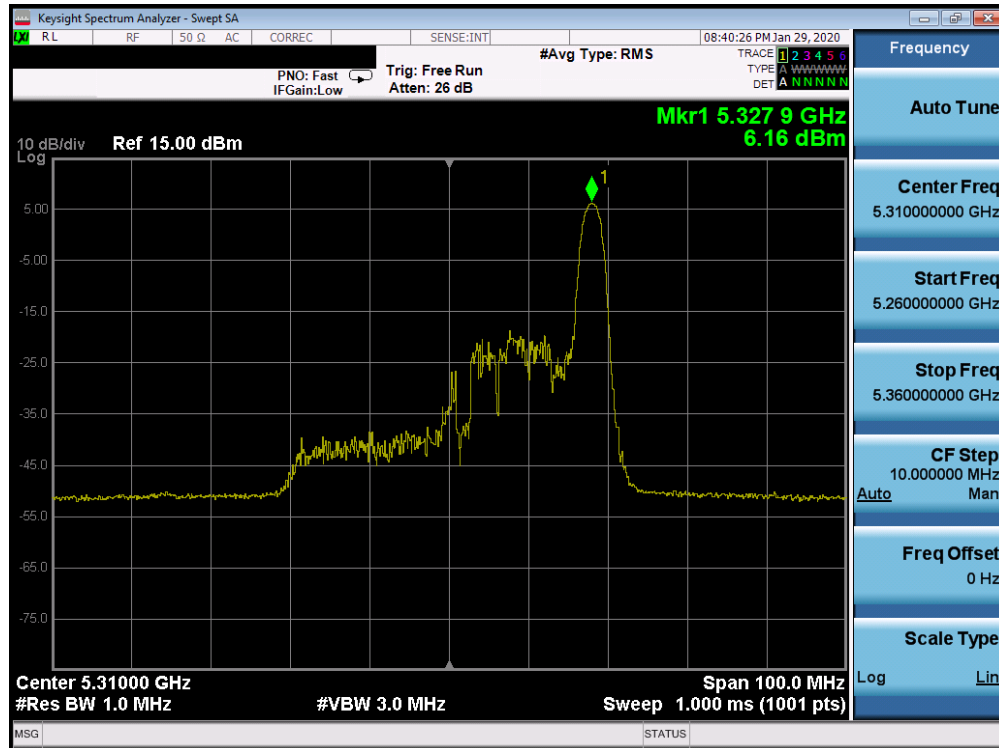 Keysight Spectrum Analyzer - Swept SA
LXI RL RF 50 Ω AC CORREC SENSE:INT 08:40:26 PM Jan 29, 2020
#Avg Type: RMS TRACE 1 2 3 4 5 6
PNO: Fast Trig: Free Run TYPE A WWWWW
IFGain:Low Atten: 26 dB DET A N N N N N
Mkr1 5.327 9 GHz
6.16 dBm
10 dB/div Ref 15.00 dBm
Log
1
5.00
-5.00
-15.0
-25.0
-35.0
-45.0
-55.0
-65.0
-75.0
Center 5.31000 GHz Span 100.0 MHz
#Res BW 1.0 MHz #VBW 3.0 MHz Sweep 1.000 ms (1001 pts)
MSG STATUS
Frequency
Auto Tune
Center Freq
5.310000000 GHz
Start Freq
5.260000000 GHz
Stop Freq
5.360000000 GHz
CF Step
10.000000 MHz
Auto Man
Freq Offset
0 Hz
Scale Type
Log Lin